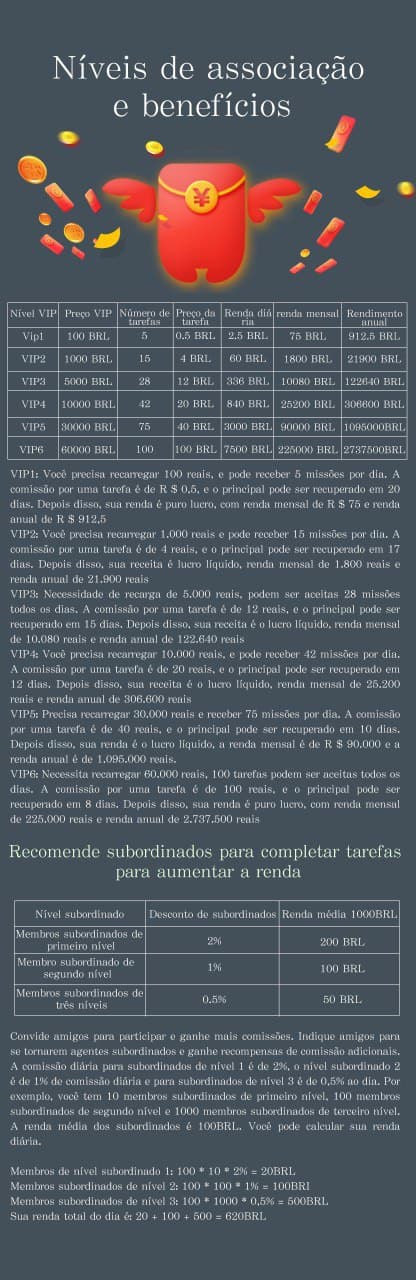 Níveis de associação
e benefícios
¥
Nível VIP Preço VIP Número de tarefas Preço da tarefa Renda diá ria renda mensal Rendimento anual
Vip1 100 BRL 5 0,5 BRL 2,5 BRL 75 BRL 912.5 BRL
VIP2 1000 BRL 15 4 BRL 60 BRL 1800 BRL 21900 BRL
VIP3 5000 BRL 28 12 BRL 336 BRL 10080 BRL 122640 BRL
VIP4 10000 BRL 42 20 BRL 840 BRL 25200 BRL 306600 BRL
VIP5 30000 BRL 75 40 BRL 3000 BRL 90000 BRL 1095000BRL
VIP6 60000 BRL 100 100 BRL 7500 BRL 225000 BRL 2737500BRL
VIP1: Você precisa recarregar 100 reais, e pode receber 5 missões por dia. A
comissão por uma tarefa é de R $ 0,5, e o principal pode ser recuperado em 20
dias. Depois disso, sua renda é puro lucro, com renda mensal de R $ 75 e renda
anual de R $ 912,5
VIP2: Você precisa recarregar 1.000 reais e pode receber 15 missões por dia. A
comissão por uma tarefa é de 4 reais, e o principal pode ser recuperado em 17
dias. Depois disso, sua receita é lucro líquido, renda mensal de 1.800 reais e
renda anual de 21.900 reais
VIP3: Necessidade de recarga de 5.000 reais, podem ser aceitas 28 missões
todos os dias. A comissão por uma tarefa é de 12 reais, e o principal pode ser
recuperado em 15 dias. Depois disso, sua receita é o lucro líquido, renda mensal
de 10.080 reais e renda anual de 122.640 reais
VIP4: Você precisa recarregar 10.000 reais, e pode receber 42 missões por dia.
A comissão por uma tarefa é de 20 reais, e o principal pode ser recuperado em
12 dias. Depois disso, sua receita é o lucro líquido, renda mensal de 25.200
reais e renda anual de 306.600 reais
VIP5: Precisa recarregar 30.000 reais e receber 75 missões por dia. A comissão
por uma tarefa é de 40 reais, e o principal pode ser recuperado em 10 dias.
Depois disso, sua renda é o lucro líquido, a renda mensal é de R $ 90.000 e a
renda anual é de 1.095.000 reais.
VIP6: Necessita recarregar 60.000 reais, 100 tarefas podem ser aceitas todos os
dias. A comissão por uma tarefa é de 100 reais, e o principal pode ser
recuperado em 8 dias. Depois disso, sua renda é puro lucro, com renda mensal
de 225.000 reais e renda anual de 2.737.500 reais
Recomende subordinados para completar tarefas
para aumentar a renda
Nível subordinado Desconto de subordinados Renda média 1000BRL
Membros subordinados de primeiro nível 2% 200 BRL
Membro subordinado de segundo nível 1% 100 BRL
Membros subordinados de três níveis 0.5% 50 BRL
Convide amigos para participar e ganhe mais comissões. Indique amigos para
se tornarem agentes subordinados e ganhe recompensas de comissão adicionais.
A comissão diária para subordinados de nível 1 é de 2%, o nível subordinado 2
é de 1% de comissão diária e para subordinados de nível 3 é de 0,5% ao dia. Por
exemplo, você tem 10 membros subordinados de primeiro nível, 100 membros
subordinados de segundo nível e 1000 membros subordinados de terceiro nível.
A renda média dos subordinados é 100BRL. Você pode calcular sua renda
diária.
Membros de nível subordinado 1: 100 * 10 * 2% = 20BRL
Membros subordinados de nível 2: 100 * 100 * 1% = 100BRl
Membros subordinados de nível 3: 100 * 1000 * 0,5% = 500BRL
Sua renda total do dia é: 20 + 100 + 500 = 620BRL